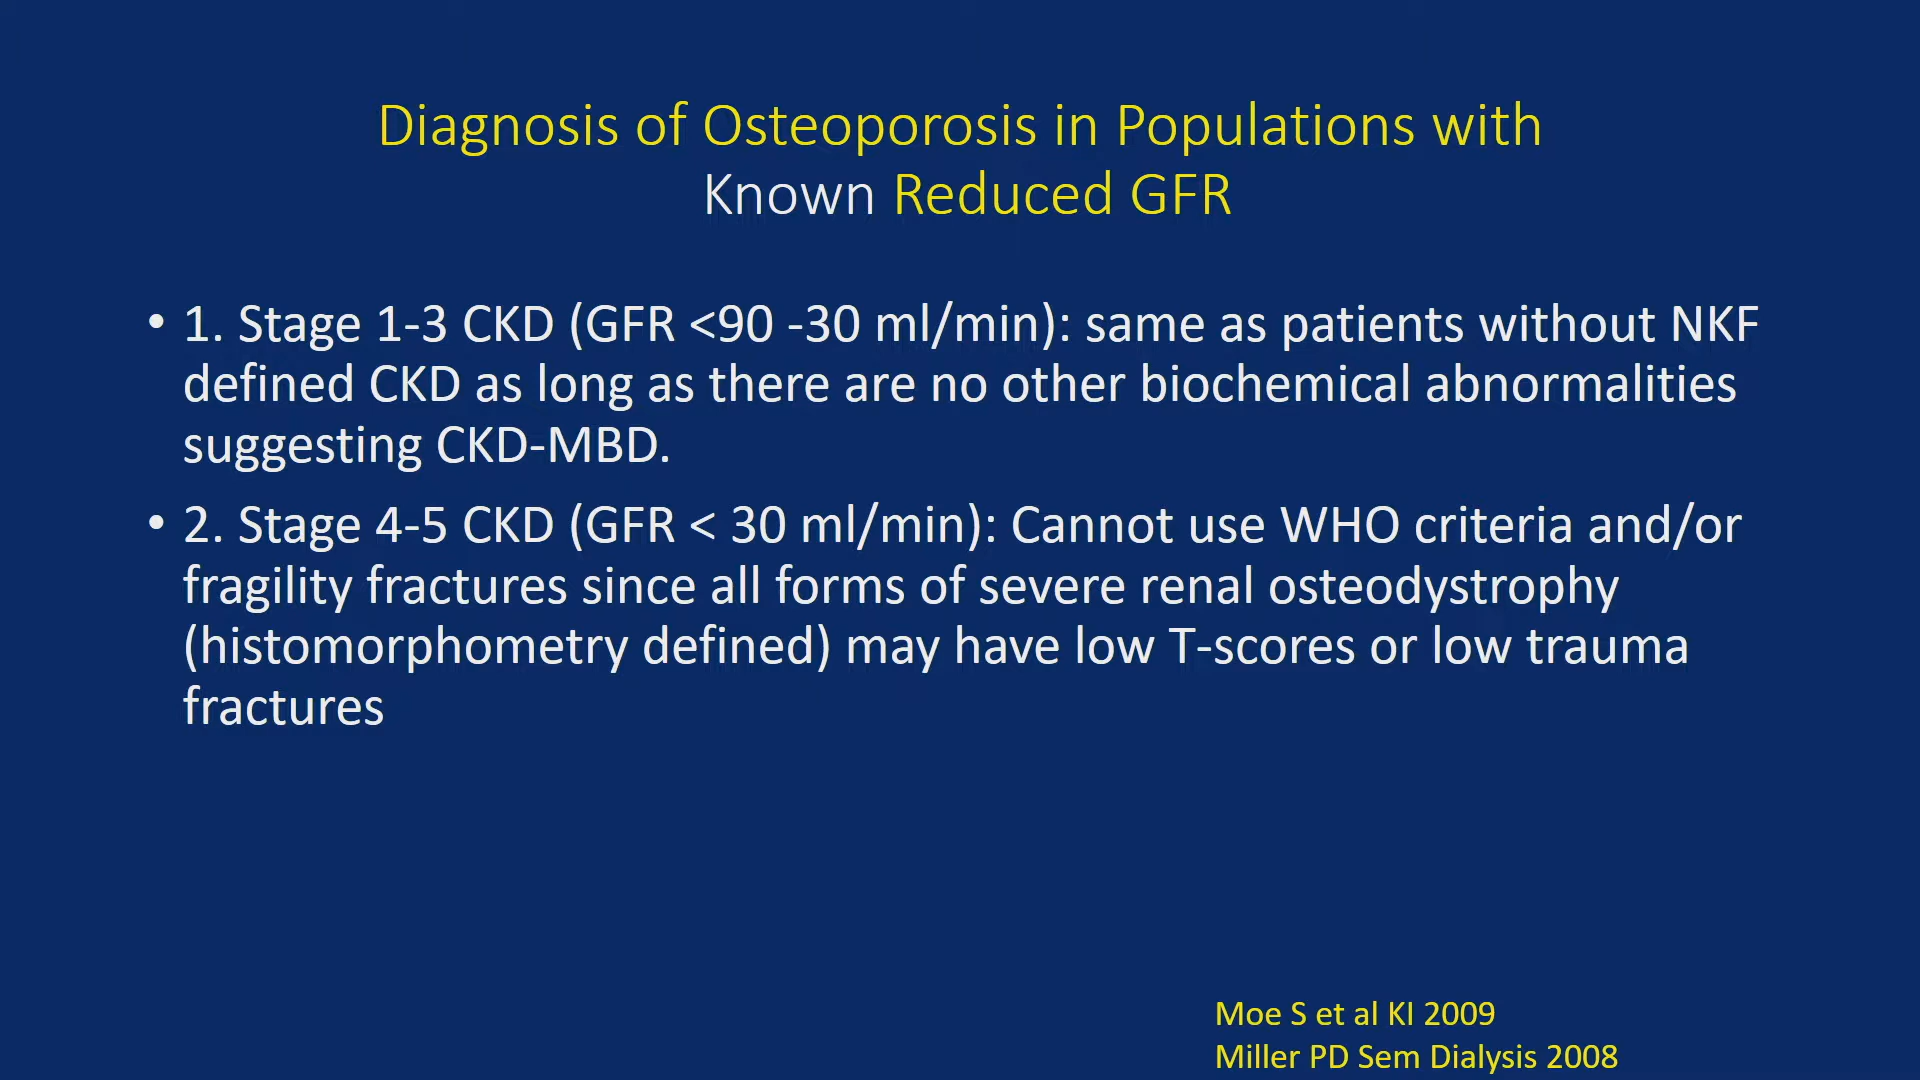 Diagnosis of Osteoporosis in Populations with
Known Reduced GFR
• 1. Stage 1-3 CKD (GFR <90 -30 ml/min): same as patients without NKF
defined CKD as long as there are no other biochemical abnormalities
suggesting CKD-MBD.
• 2. Stage 4-5 CKD (GFR < 30 ml/min): Cannot use WHO criteria and/or
fragility fractures since all forms of severe renal osteodystrophy
(histomorphometry defined) may have low T-scores or low trauma
fractures
Moe S et al KI 2009
Miller PD Sem Dialysis 2008